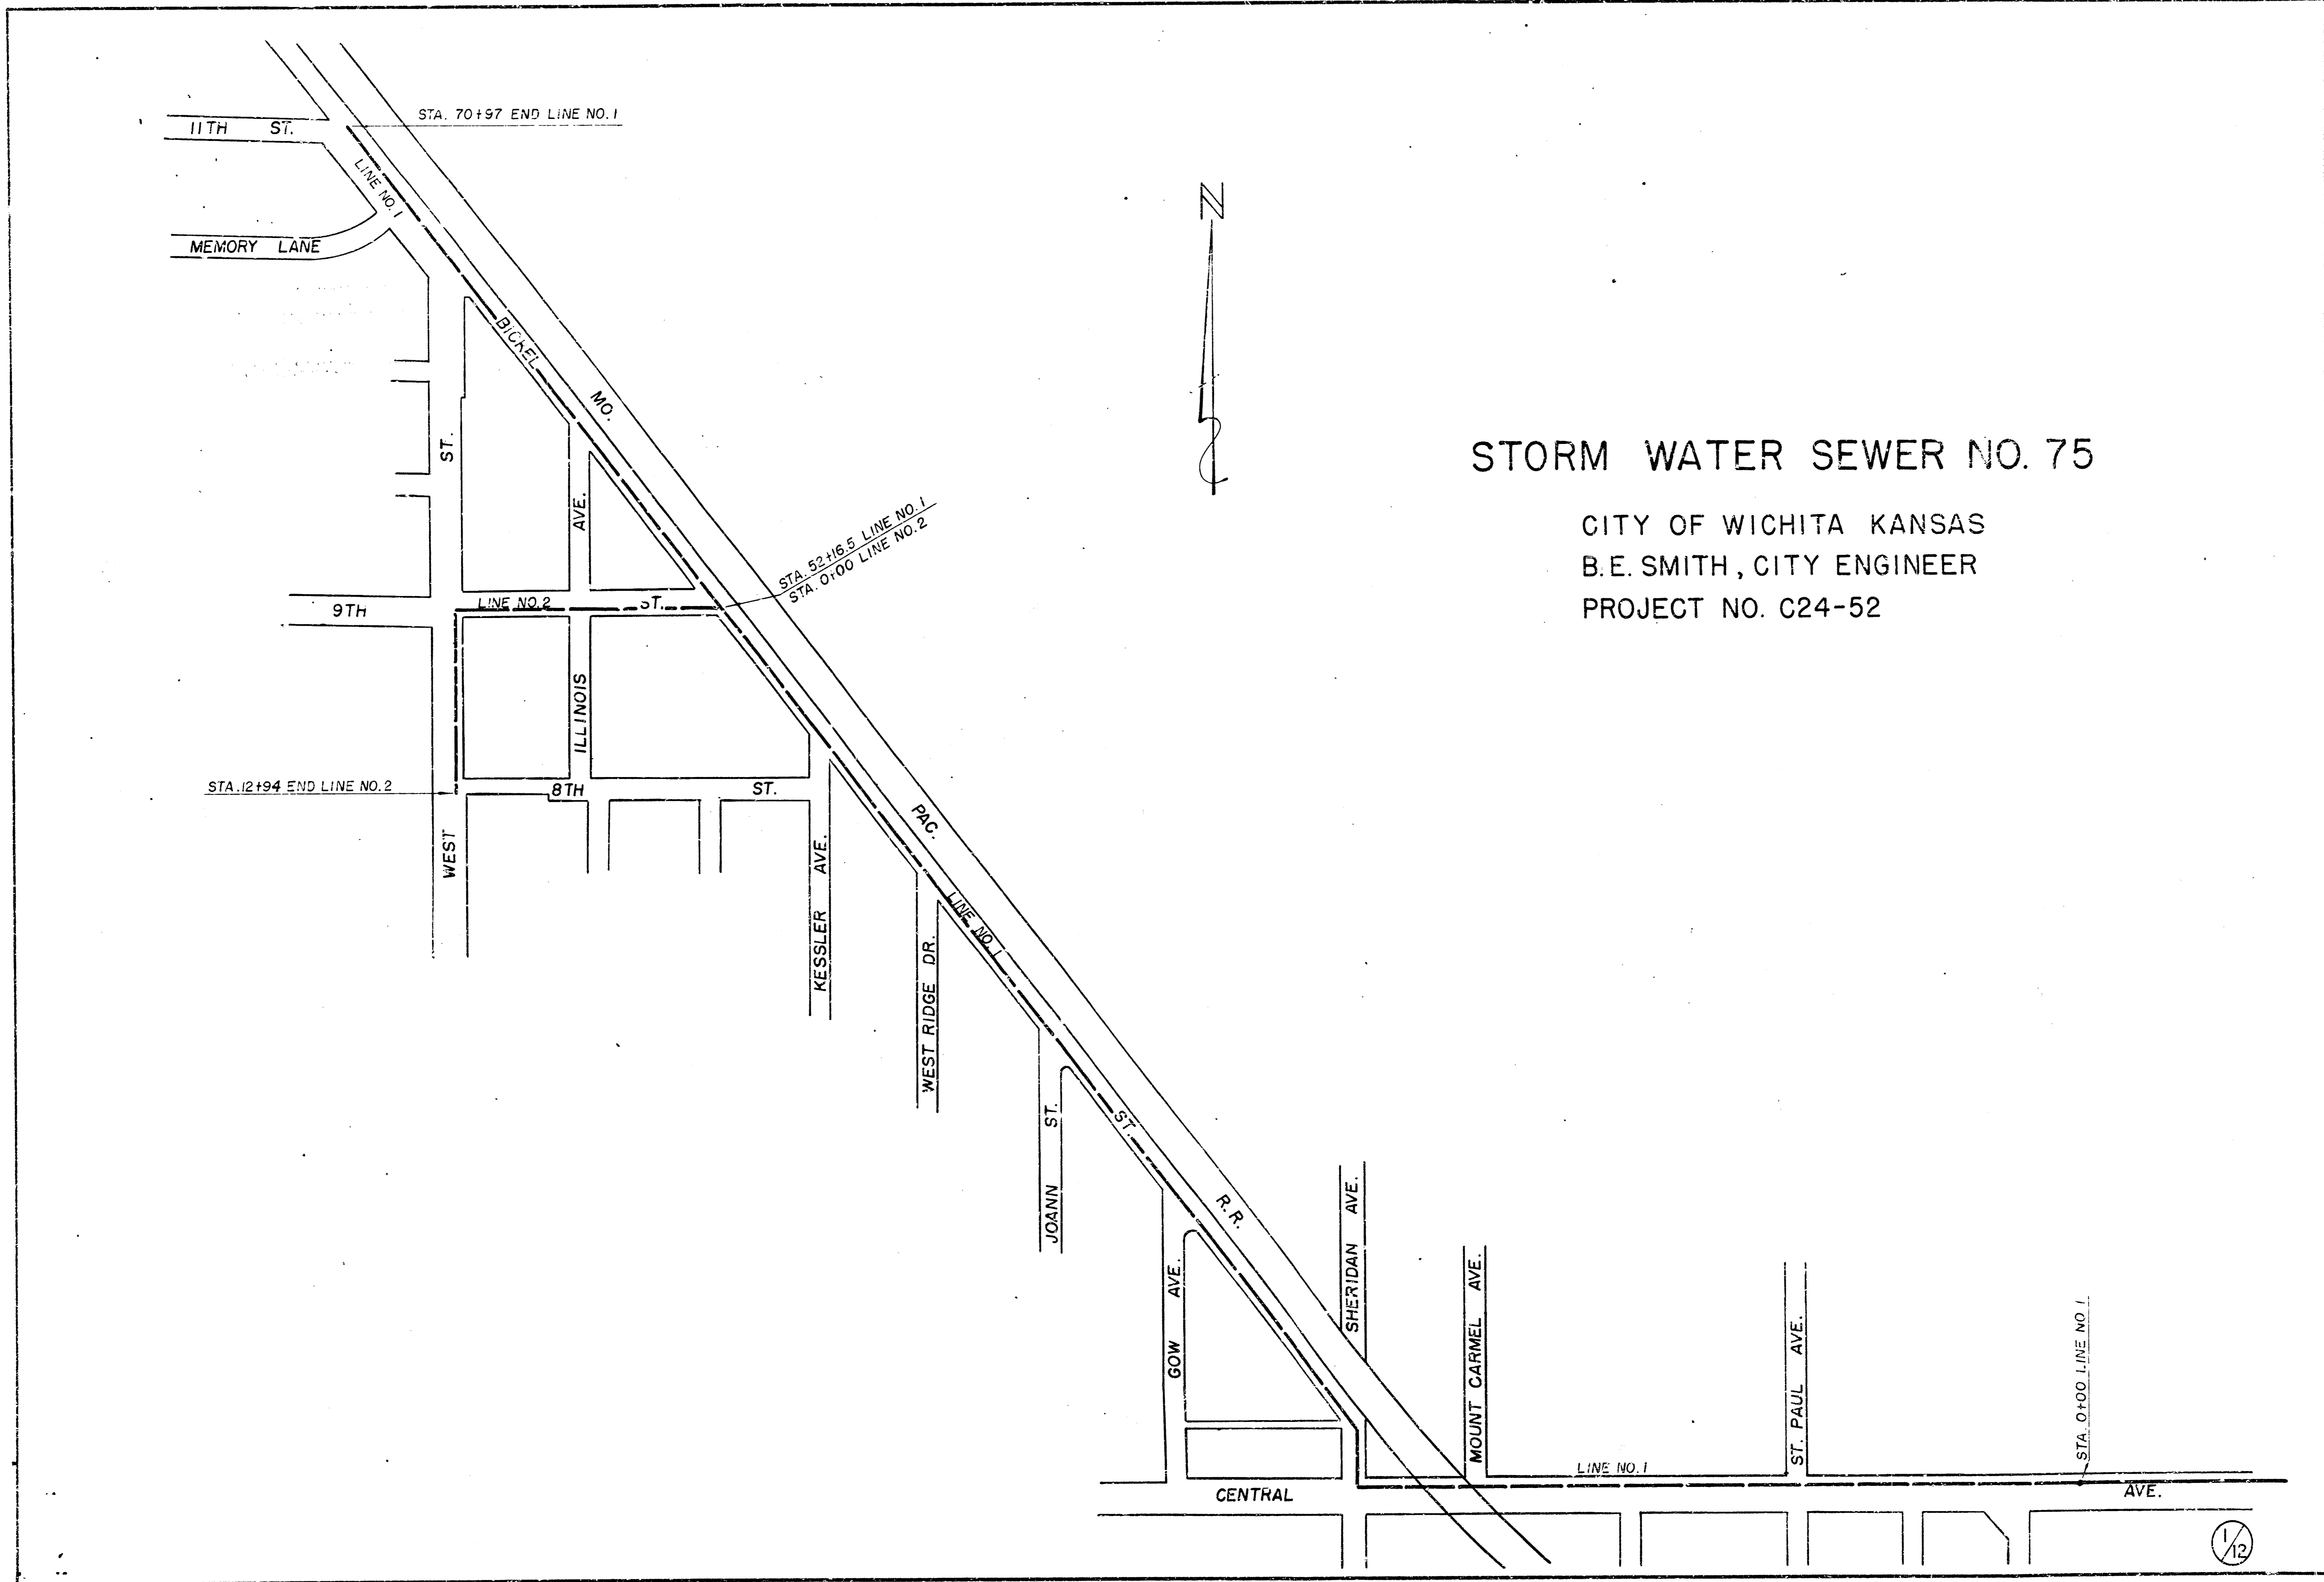 STA. 70+97 END LINE NO. 1
11TH ST.
LINE NO. 1
MEMORY LANE
N
BICKEL
MO.
ST.
STORM WATER SEWER NO. 75
CITY OF WICHITA KANSAS
B.E. SMITH, CITY ENGINEER
PROJECT NO. C24-52
AVE.
STA. 52+16.5 LINE NO. 1
STA. 0+00 LINE NO. 2
9TH
LINE NO. 2
ST.
ILLINOIS
STA. 12+94 END LINE NO. 2
8TH
ST.
WEST
KESSLER AVE.
PAC.
LINE NO. 1
WEST RIDGE DR.
JOANN ST.
ST.
R. R.
GOW AVE.
SHERIDAN AVE.
MOUNT CARMEL AVE.
ST. PAUL AVE.
STA. 0+00 LINE NO 1
LINE NO. 1
CENTRAL
AVE.
1/12